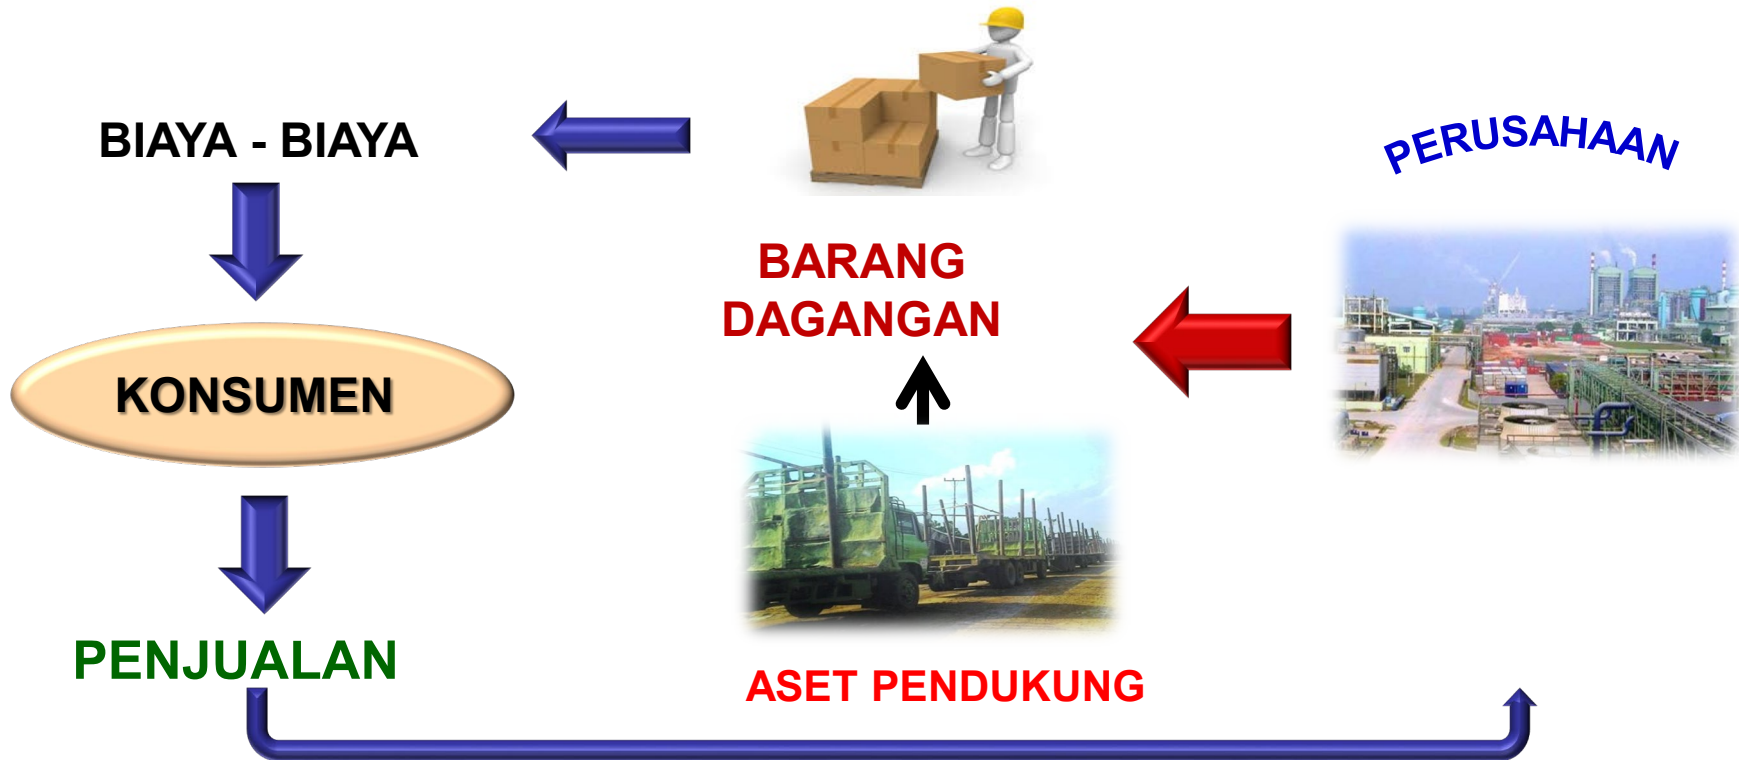 BIAYA - BIAYA
PERUSAHAAN
BARANG
DAGANGAN
KONSUMEN
PENJUALAN
ASET PENDUKUNG